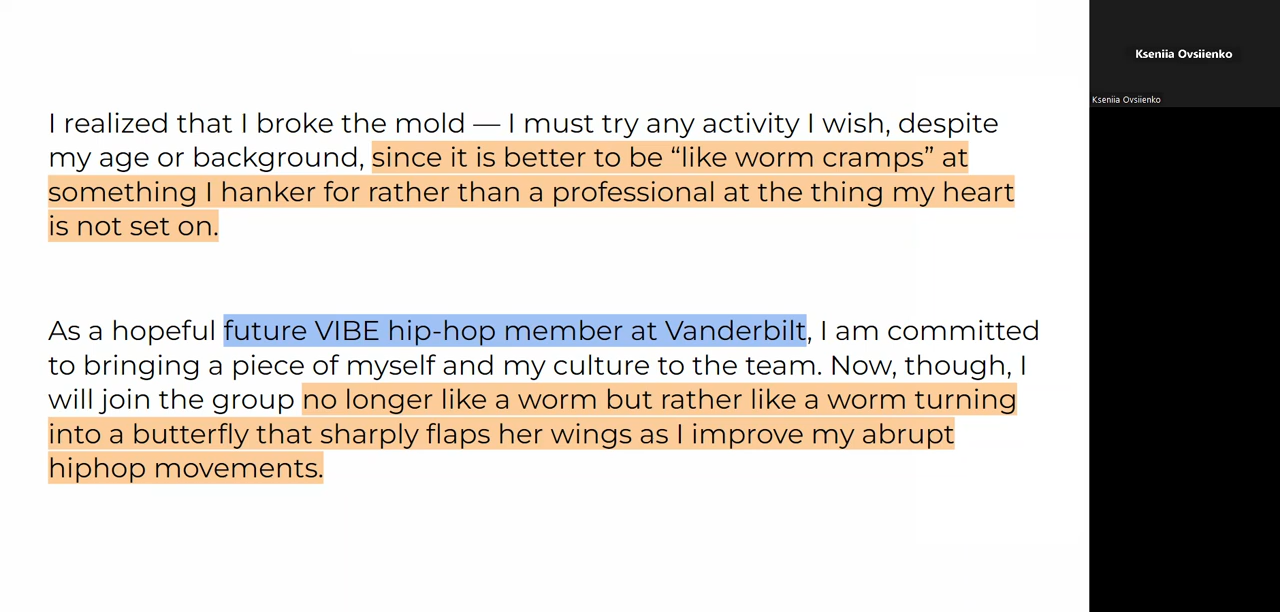 I realized that I broke the mold — I must try any activity I wish, despite
my age or background, since it is better to be “like worm cramps” at
something I hanker for rather than a professional at the thing my heart
is not set on.
As a hopeful future VIBE hip-hop member at Vanderbilt, I am committed
to bringing a piece of myself and my culture to the team. Now, though, I
will join the group no longer like a worm but rather like a worm turning
into a butterfly that sharply flaps her wings as I improve my abrupt
hiphop movements.
Kseniia Ovsiienko
Kseniia Ovsiienko